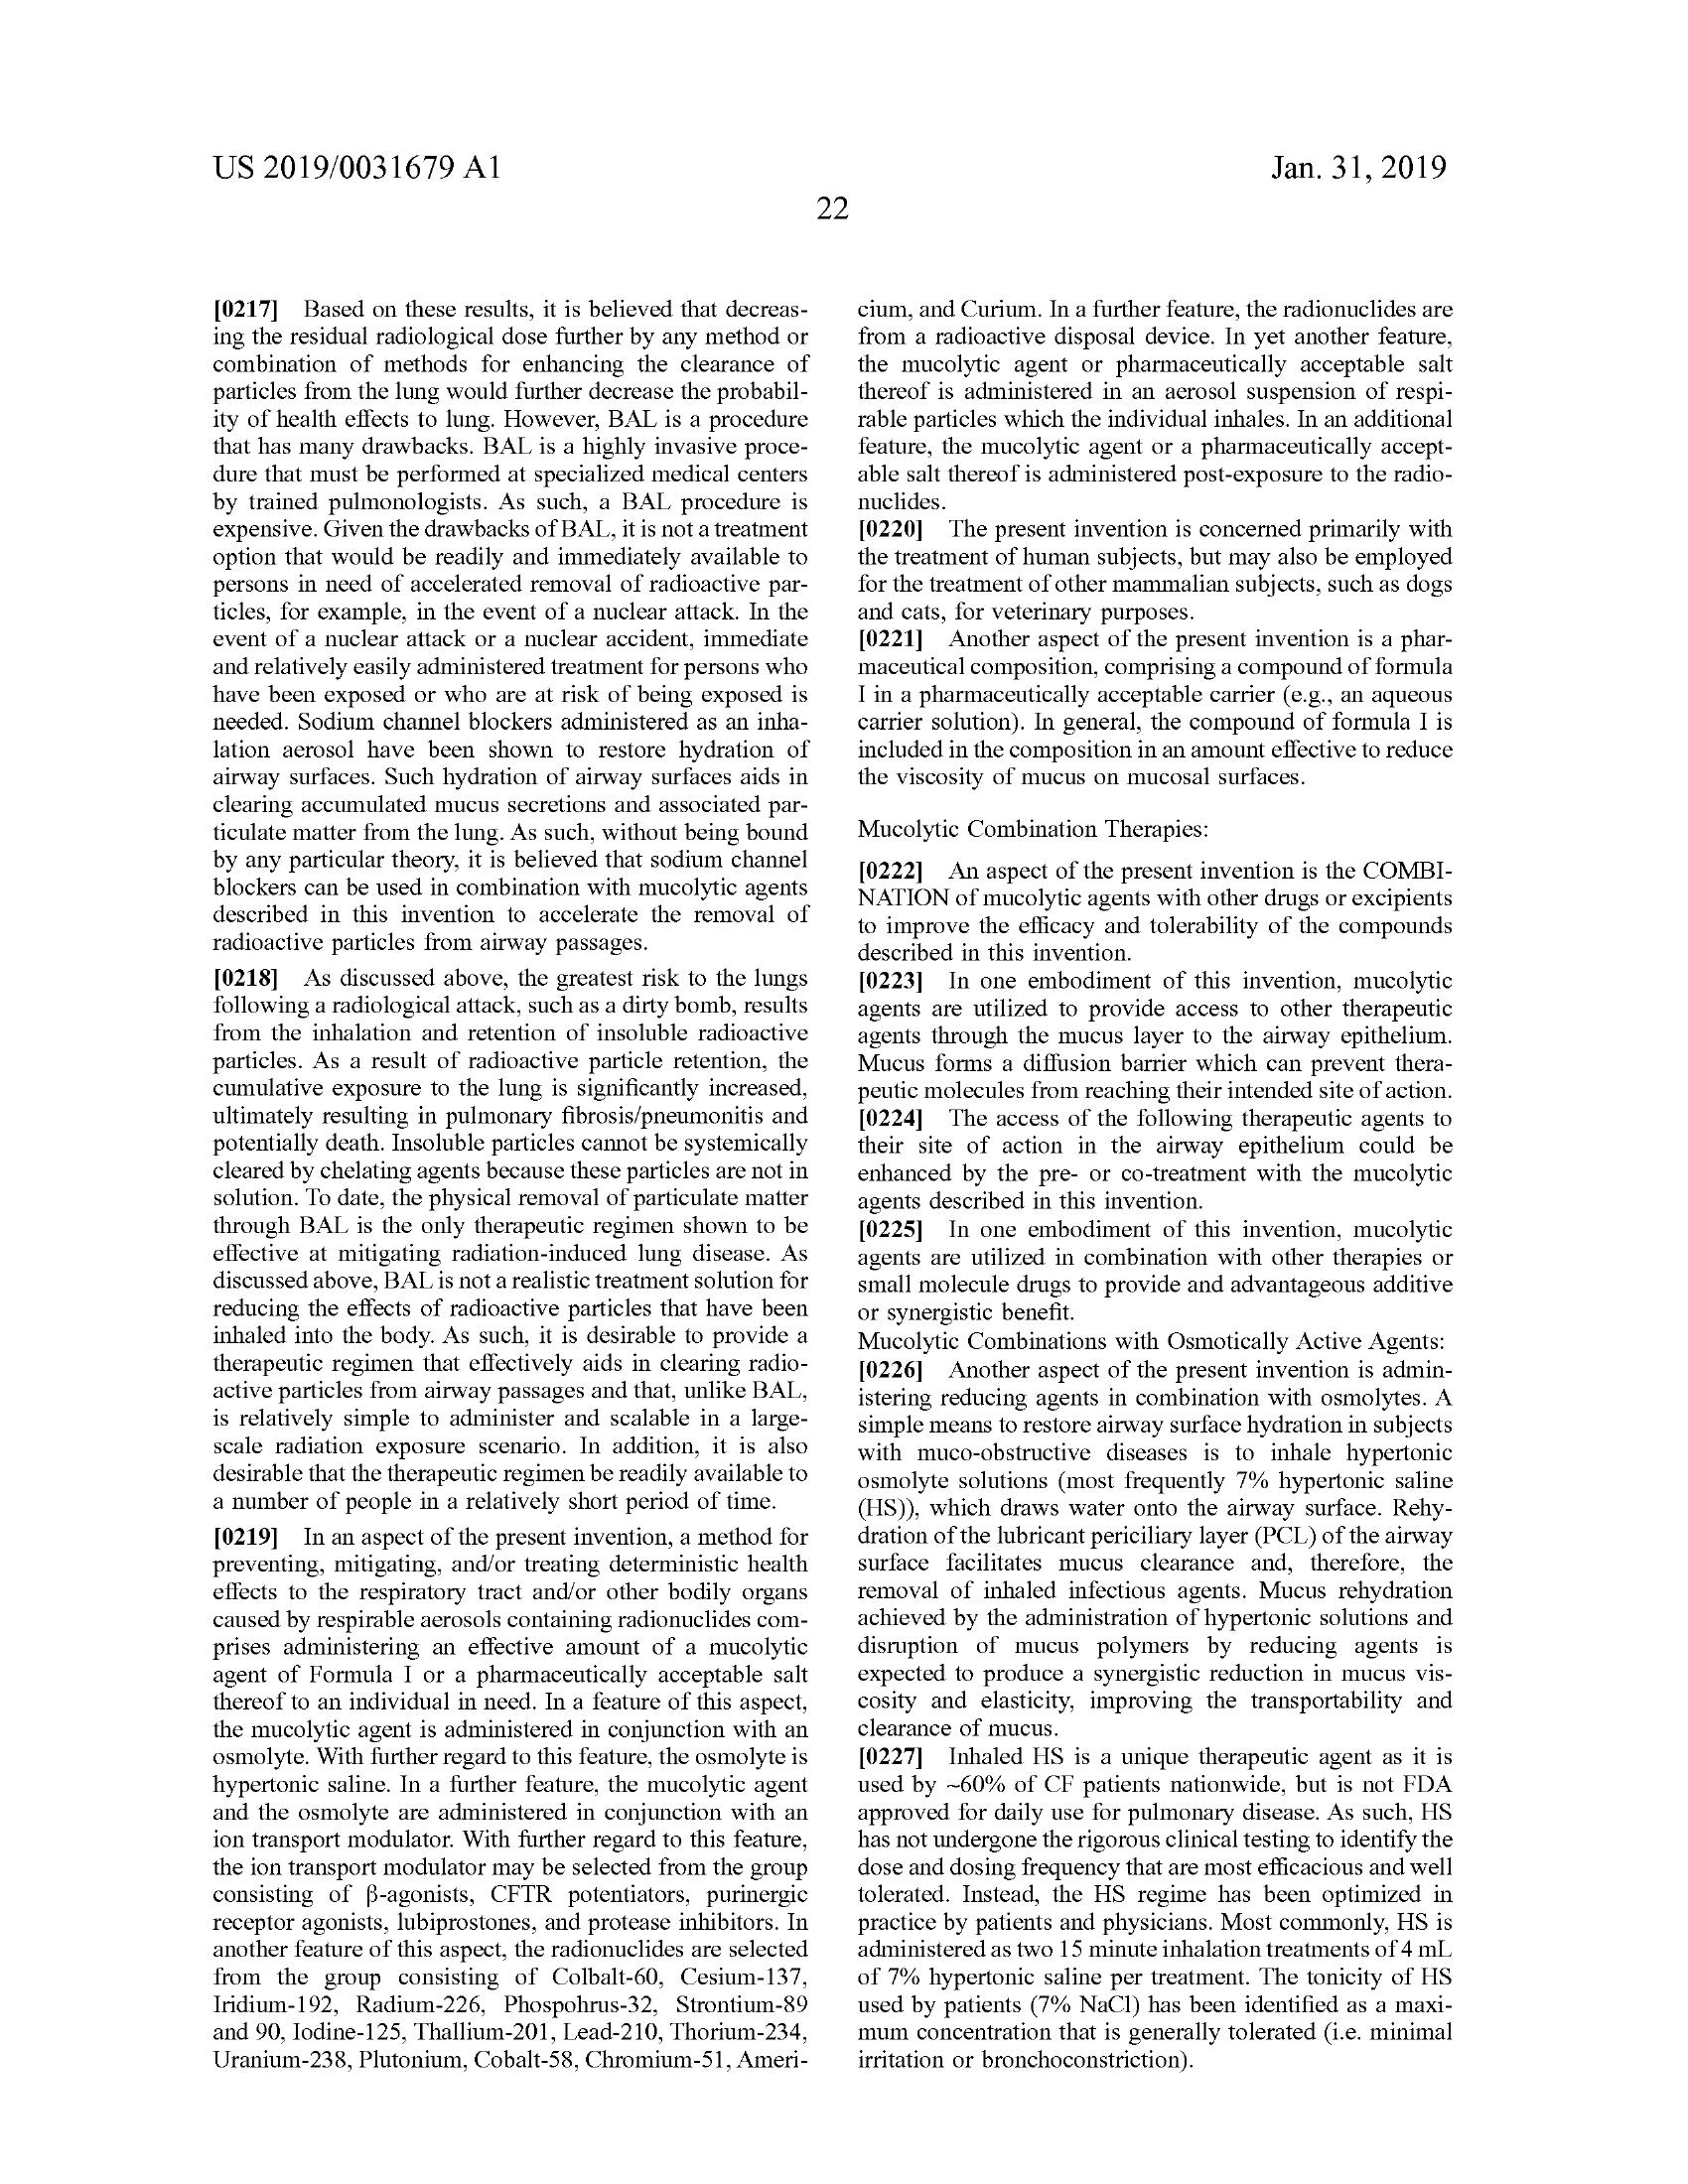 US 2019/0031679 A1
Jan. 31, 2019
22
[0217] Based on these results, it is believed that decreas-
ing the residual radiological dose further by any method or
combination of methods for enhancing the clearance of
particles from the lung would further decrease the probabil-
ity of health effects to lung. However, BAL is a procedure
that has many drawbacks. BAL is a highly invasive proce-
dure that must be performed at specialized medical centers
by trained pulmonologists. As such, a BAL procedure is
expensive. Given the drawbacks of BAL, it is not a treatment
option that would be readily and immediately available to
persons in need of accelerated removal of radioactive par-
ticles, for example, in the event of a nuclear attack. In the
event of a nuclear attack or a nuclear accident, immediate
and relatively easily administered treatment for persons who
have been exposed or who are at risk of being exposed is
needed. Sodium channel blockers administered as an inha-
lation aerosol have been shown to restore hydration of
airway surfaces. Such hydration of airway surfaces aids in
clearing accumulated mucus secretions and associated par-
ticulate matter from the lung. As such, without being bound
by any particular theory, it is believed that sodium channel
blockers can be used in combination with mucolytic agents
described in this invention to accelerate the removal of
radioactive particles from airway passages.
[0218] As discussed above, the greatest risk to the lungs
following a radiological attack, such as a dirty bomb, results
from the inhalation and retention of insoluble radioactive
particles. As a result of radioactive particle retention, the
cumulative exposure to the lung is significantly increased,
ultimately resulting in pulmonary fibrosis/pneumonitis and
potentially death. Insoluble particles cannot be systemically
cleared by chelating agents because these particles are not in
solution. To date, the physical removal of particulate matter
through BAL is the only therapeutic regimen shown to be
effective at mitigating radiation-induced lung disease. As
discussed above, BAL is not a realistic treatment solution for
reducing the effects of radioactive particles that have been
inhaled into the body. As such, it is desirable to provide a
therapeutic regimen that effectively aids in clearing radio-
active particles from airway passages and that, unlike BAL,
is relatively simple to administer and scalable in a large-
scale radiation exposure scenario. In addition, it is also
desirable that the therapeutic regimen be readily available to
a number of people in a relatively short period of time.
[0219] In an aspect of the present invention, a method for
preventing, mitigating, and/or treating deterministic health
effects to the respiratory tract and/or other bodily organs
caused by respirable aerosols containing radionuclides com-
prises administering an effective amount of a mucolytic
agent of Formula I or a pharmaceutically acceptable salt
thereof to an individual in need. In a feature of this aspect,
the mucolytic agent is administered in conjunction with an
osmolyte. With further regard to this feature, the osmolyte is
hypertonic saline. In a further feature, the mucolytic agent
and the osmolyte are administered in conjunction with an
ion transport modulator. With further regard to this feature,
the ion transport modulator may be selected from the group
consisting of β-agonists, CFTR potentiators, purinergic
receptor agonists, lubiprostones, and protease inhibitors. In
another feature of this aspect, the radionuclides are selected
from the group consisting of Colbalt-60, Cesium-137,
Iridium-192, Radium-226, Phospohrus-32, Strontium-89
and 90, Iodine-125, Thallium-201, Lead-210, Thorium-234,
Uranium-238, Plutonium, Cobalt-58, Chromium-51, Ameri-
cium, and Curium. In a further feature, the radionuclides are
from a radioactive disposal device. In yet another feature,
the mucolytic agent or pharmaceutically acceptable salt
thereof is administered in an aerosol suspension of respi-
rable particles which the individual inhales. In an additional
feature, the mucolytic agent or a pharmaceutically accept-
able salt thereof is administered post-exposure to the radio-
nuclides.
[0220] The present invention is concerned primarily with
the treatment of human subjects, but may also be employed
for the treatment of other mammalian subjects, such as dogs
and cats, for veterinary purposes.
[0221] Another aspect of the present invention is a phar-
maceutical composition, comprising a compound of formula
I in a pharmaceutically acceptable carrier (e.g., an aqueous
carrier solution). In general, the compound of formula I is
included in the composition in an amount effective to reduce
the viscosity of mucus on mucosal surfaces.
Mucolytic Combination Therapies:
[0222] An aspect of the present invention is the COMBI-
NATION of mucolytic agents with other drugs or excipients
to improve the efficacy and tolerability of the compounds
described in this invention.
[0223] In one embodiment of this invention, mucolytic
agents are utilized to provide access to other therapeutic
agents through the mucus layer to the airway epithelium.
Mucus forms a diffusion barrier which can prevent thera-
peutic molecules from reaching their intended site of action.
[0224] The access of the following therapeutic agents to
their site of action in the airway epithelium could be
enhanced by the pre- or co-treatment with the mucolytic
agents described in this invention.
[0225] In one embodiment of this invention, mucolytic
agents are utilized in combination with other therapies or
small molecule drugs to provide and advantageous additive
or synergistic benefit.
Mucolytic Combinations with Osmotically Active Agents:
[0226] Another aspect of the present invention is admin-
istering reducing agents in combination with osmolytes. A
simple means to restore airway surface hydration in subjects
with muco-obstructive diseases is to inhale hypertonic
osmolyte solutions (most frequently 7% hypertonic saline
(HS)), which draws water onto the airway surface. Rehy-
dration of the lubricant periciliary layer (PCL) of the airway
surface facilitates mucus clearance and, therefore, the
removal of inhaled infectious agents. Mucus rehydration
achieved by the administration of hypertonic solutions and
disruption of mucus polymers by reducing agents is
expected to produce a synergistic reduction in mucus vis-
cosity and elasticity, improving the transportability and
clearance of mucus.
[0227] Inhaled HS is a unique therapeutic agent as it is
used by ~60% of CF patients nationwide, but is not FDA
approved for daily use for pulmonary disease. As such, HS
has not undergone the rigorous clinical testing to identify the
dose and dosing frequency that are most efficacious and well
tolerated. Instead, the HS regime has been optimized in
practice by patients and physicians. Most commonly, HS is
administered as two 15 minute inhalation treatments of 4 mL
of 7% hypertonic saline per treatment. The tonicity of HS
used by patients (7% NaCl) has been identified as a maxi-
mum concentration that is generally tolerated (i.e. minimal
irritation or bronchoconstriction).